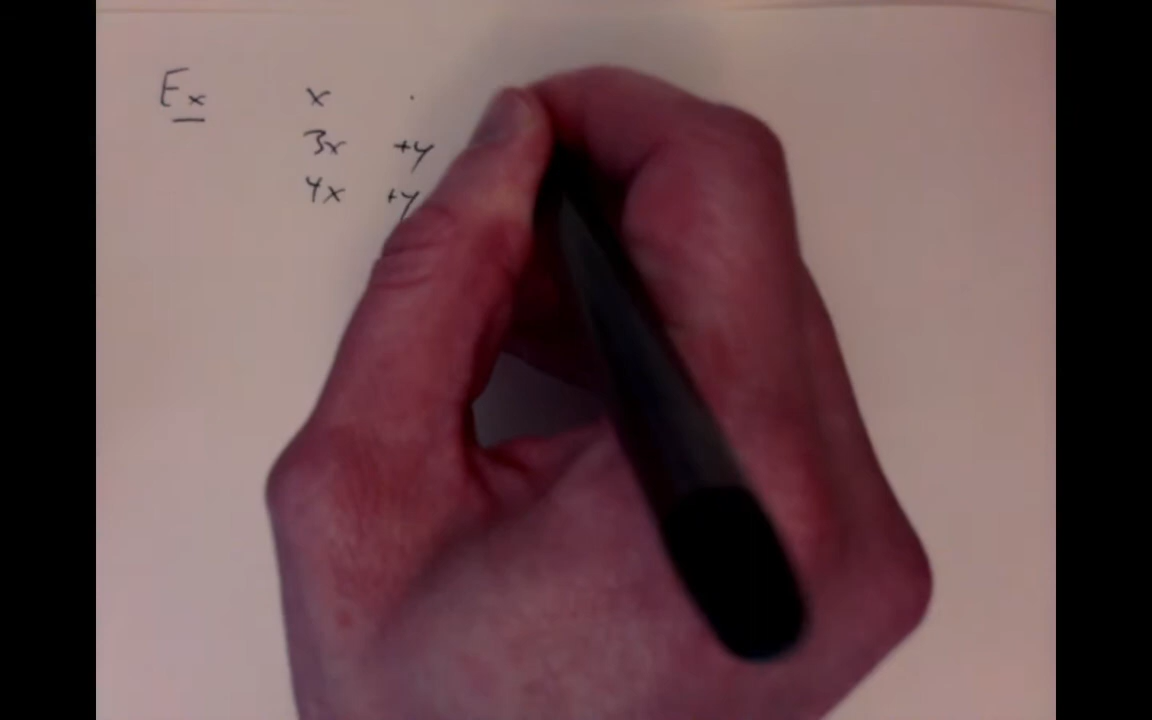 Ex x .
3x +y
4x +y